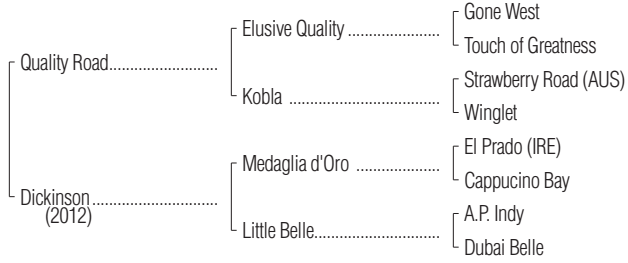 Gone West
Elusive Quality
Touch of Greatness
Quality Road
Strawberry Road (AUS)
Kobla
Winglet
El Prado (IRE)
Medaglia d'Oro
Cappucino Bay
Dickinson
(2012)
A.P. Indy
Little Belle
Dubai Belle